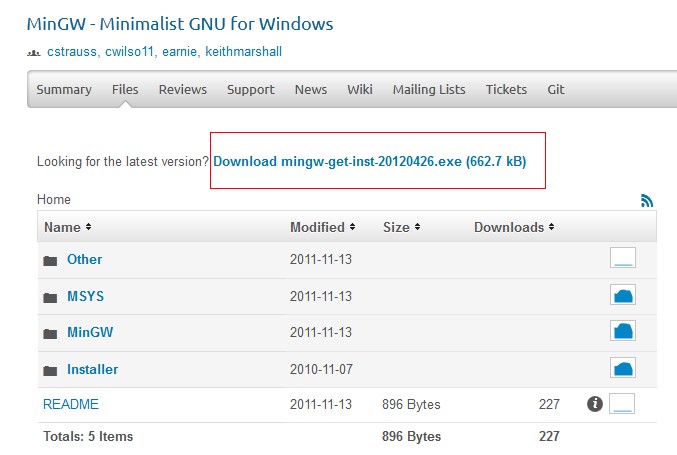 MinGW - Minimalist GNU for Windows
cstrauss, cwilso11, earnie, keithmarshall
Summary Files Reviews Support News Wiki Mailing Lists Tickets Git
Looking for the latest version? Download mingw-get-inst-20120426.exe (662.7 kB)
Home
Name Modified Size Downloads
Other 2011-11-13
MSYS 2011-11-13
MinGW 2011-11-13
Installer 2010-11-07
README 2011-11-13 896 Bytes 227
Totals: 5 Items 896 Bytes 227